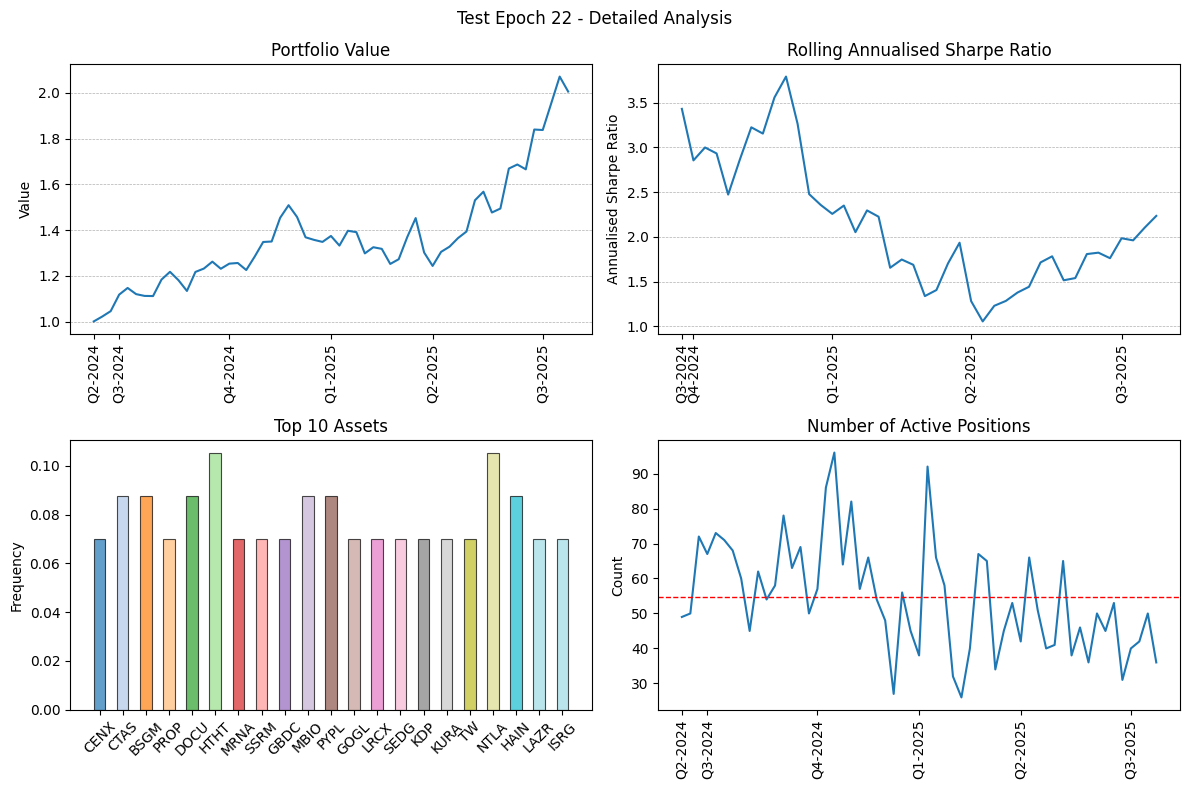 Test Epoch 22 - Detailed Analysis
Portfolio Value
Value
2.0
1.8
1.6
1.4
1.2
1.0
Q2-2024
Q3-2024
Q4-2024
Q1-2025
Q2-2025
Q3-2025
Rolling Annualised Sharpe Ratio
Annualised Sharpe Ratio
3.5
3.0
2.5
2.0
1.5
1.0
Q3-2024
Q4-2024
Q1-2025
Q2-2025
Q3-2025
Top 10 Assets
Frequency
0.10
0.08
0.06
0.04
0.02
0.00
CENX
CTAS
BSGM
PROP
DOCU
HTHT
MRNA
SSRM
GBDC
MBIO
PYPL
GOGL
LRCX
SEDG
KDP
KURA
TW
NTLA
HAIN
LAZR
ISRG
Number of Active Positions
Count
90
80
70
60
50
40
30
Q2-2024
Q3-2024
Q4-2024
Q1-2025
Q2-2025
Q3-2025